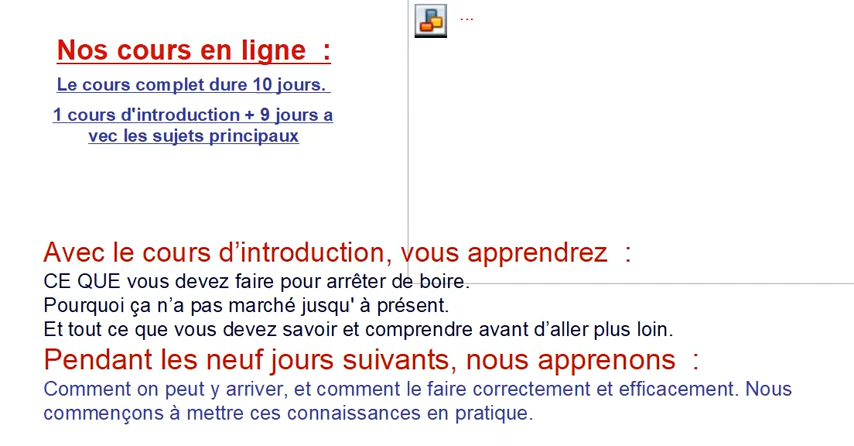 ...
Nos cours en ligne :
Le cours complet dure 10 jours.
1 cours d'introduction + 9 jours a
vec les sujets principaux
Avec le cours d’introduction, vous apprendrez :
CE QUE vous devez faire pour arrêter de boire.
Pourquoi ça n’a pas marché jusqu' à présent.
Et tout ce que vous devez savoir et comprendre avant d’aller plus loin.
Pendant les neuf jours suivants, nous apprenons :
Comment on peut y arriver, et comment le faire correctement et efficacement. Nous
commençons à mettre ces connaissances en pratique.